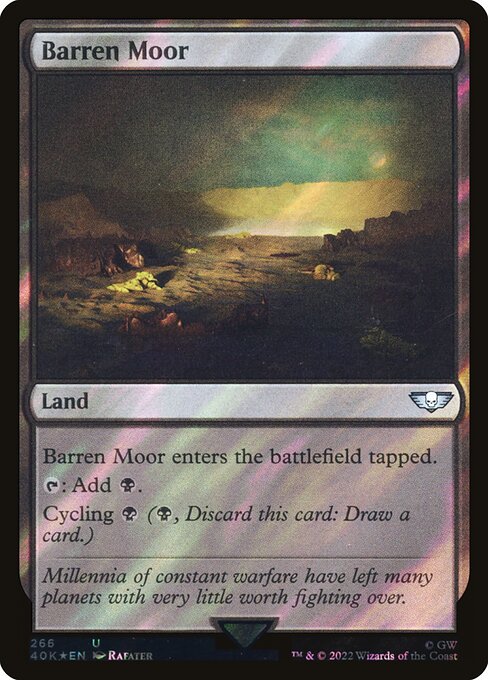 Barren Moor
Land
Barren Moor enters the battlefield tapped.
: Add .
Cycling (, Discard this card: Draw a
card.)
Millennia of constant warfare have left many
planets with very little worth fighting over.
266 U
40K★EN Rafater
© GW
™ & © 2022 Wizards of the Coast